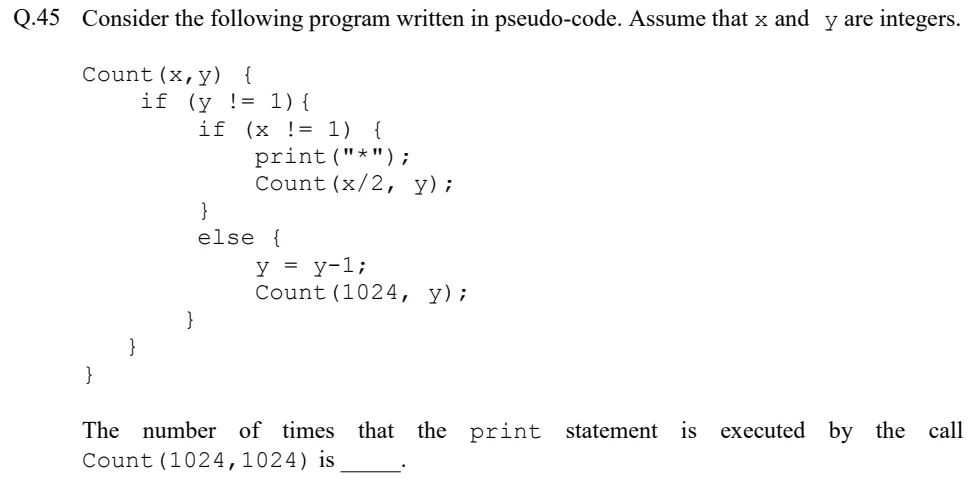 Q.45 Consider the following program written in pseudo-code. Assume that x and y are integers.
Count(x,y) {
if (y != 1){
if (x != 1) {
print("*");
Count(x/2, y);
}
else {
y = y-1;
Count(1024, y);
}
}
}
The number of times that the print statement is executed by the call
Count(1024,1024) is _____.